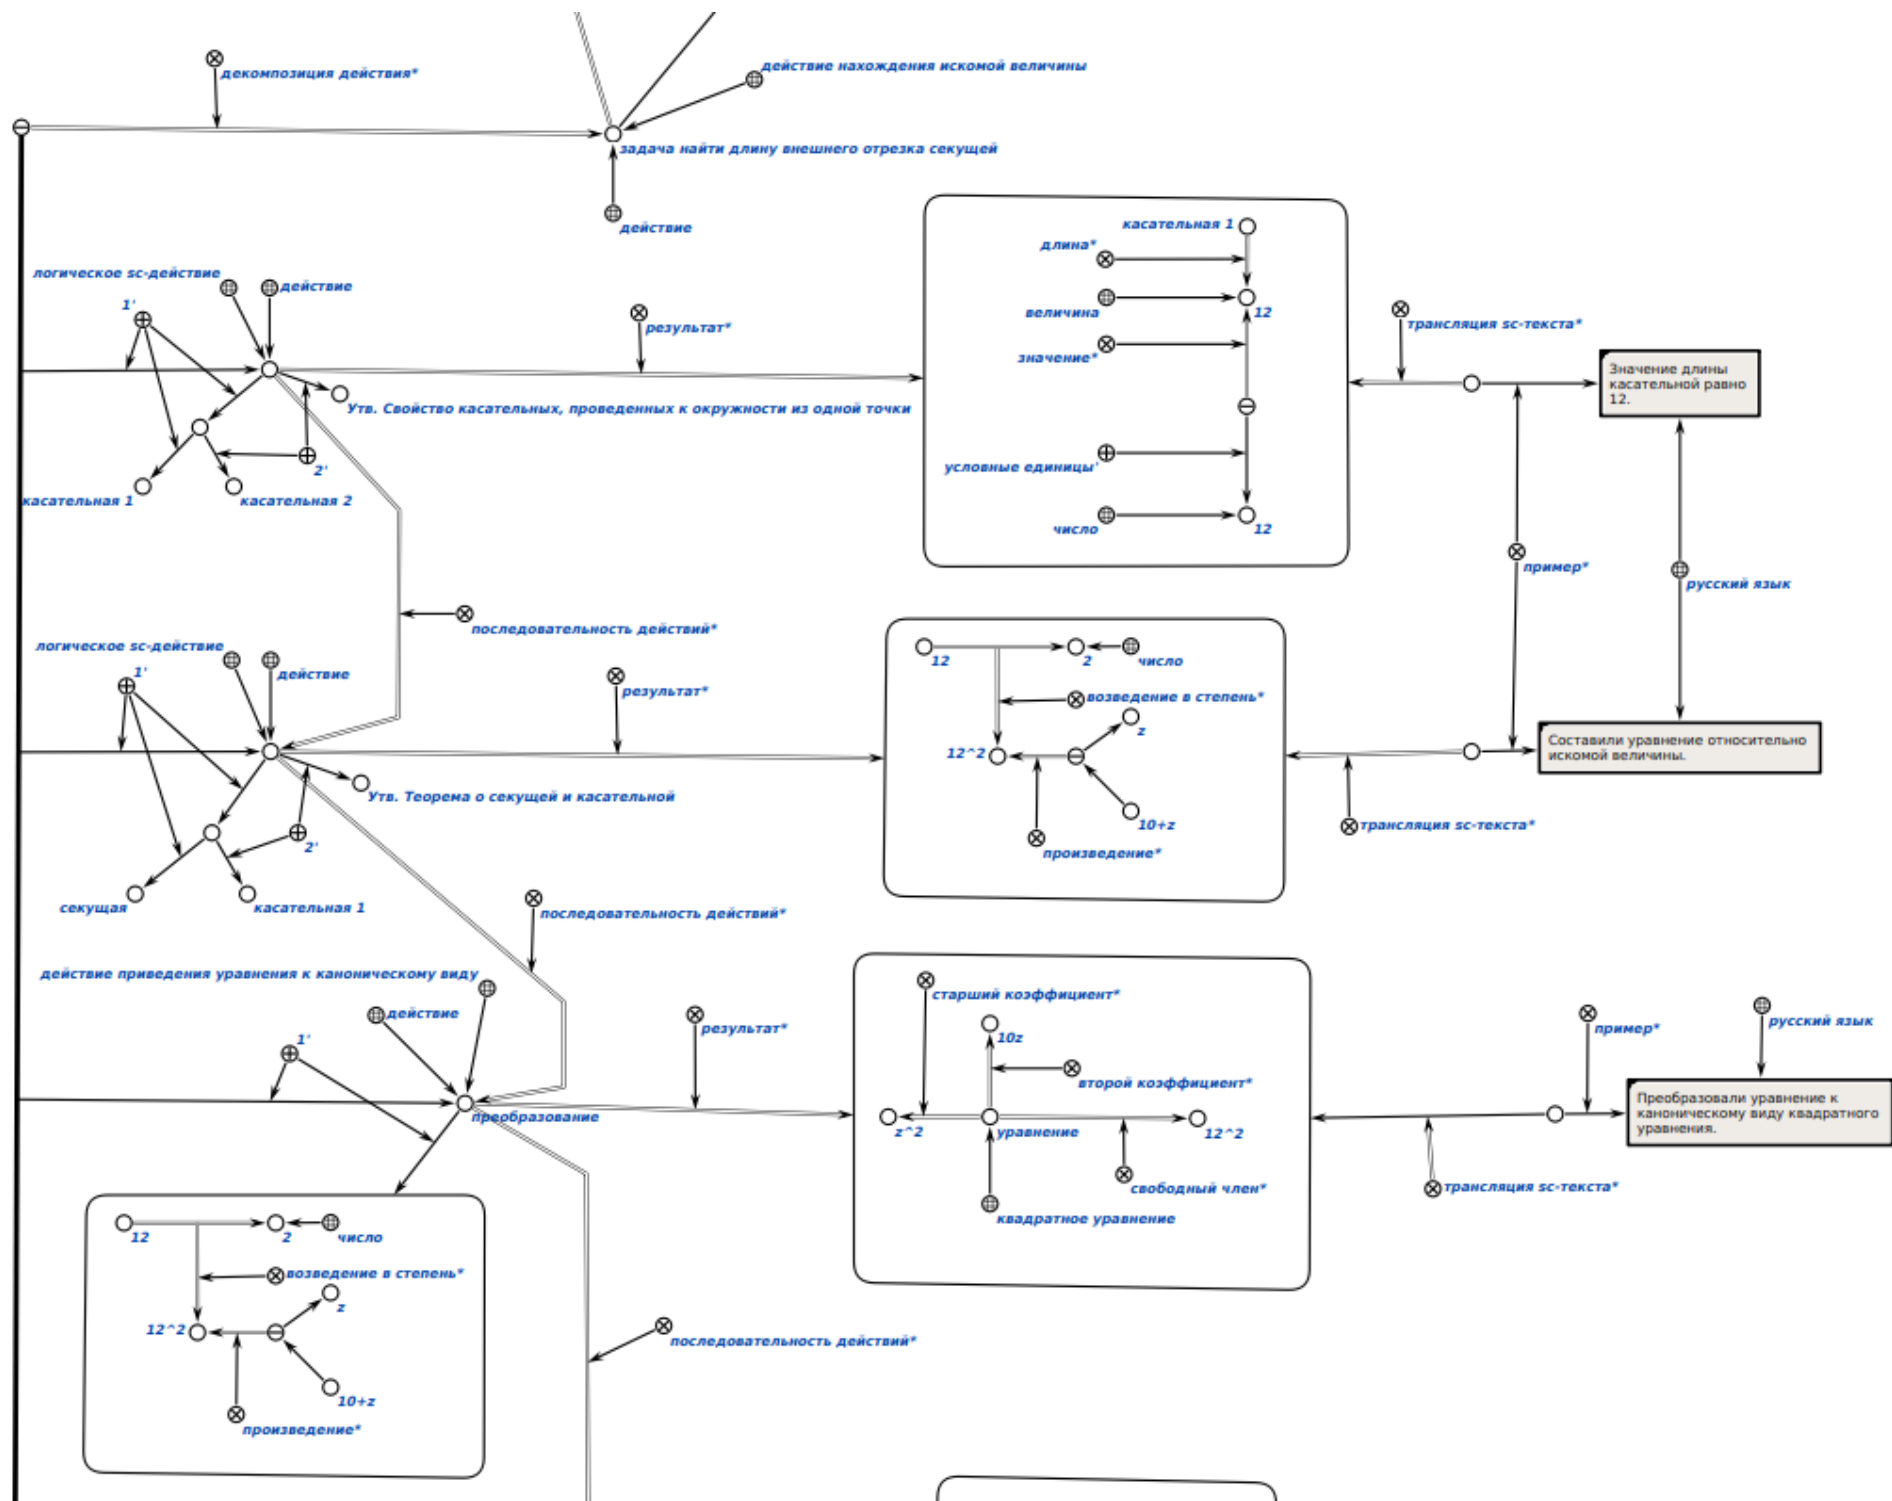 декомпозиция действия*
действие нахождения искомой величины
задача найти длину внешнего отрезка секущей
действие
касательная 1
длина*
величина
12
значение*
условные единицы'
число
12
логическое sc-действие
действие
1'
результат*
трансляция sc-текста*
Значение длины
касательной равно
12.
Утв. Свойство касательных, проведенных к окружности из одной точки
2'
касательная 1
касательная 2
пример*
русский язык
последовательность действий*
логическое sc-действие
действие
1'
результат*
12
2
число
возведение в степень*
z
12^2
10+z
произведение*
Составили уравнение относительно
искомой величины.
трансляция sc-текста*
Утв. Теорема о секущей и касательной
2'
секущая
касательная 1
последовательность действий*
действие приведения уравнения к каноническому виду
действие
1'
результат*
преобразование
старший коэффициент*
10z
второй коэффициент*
z^2
уравнение
12^2
свободный член*
квадратное уравнение
пример*
русский язык
Преобразовали уравнение к
каноническому виду квадратного
уравнения.
трансляция sc-текста*
12
2
число
возведение в степень*
z
12^2
10+z
произведение*
последовательность действий*